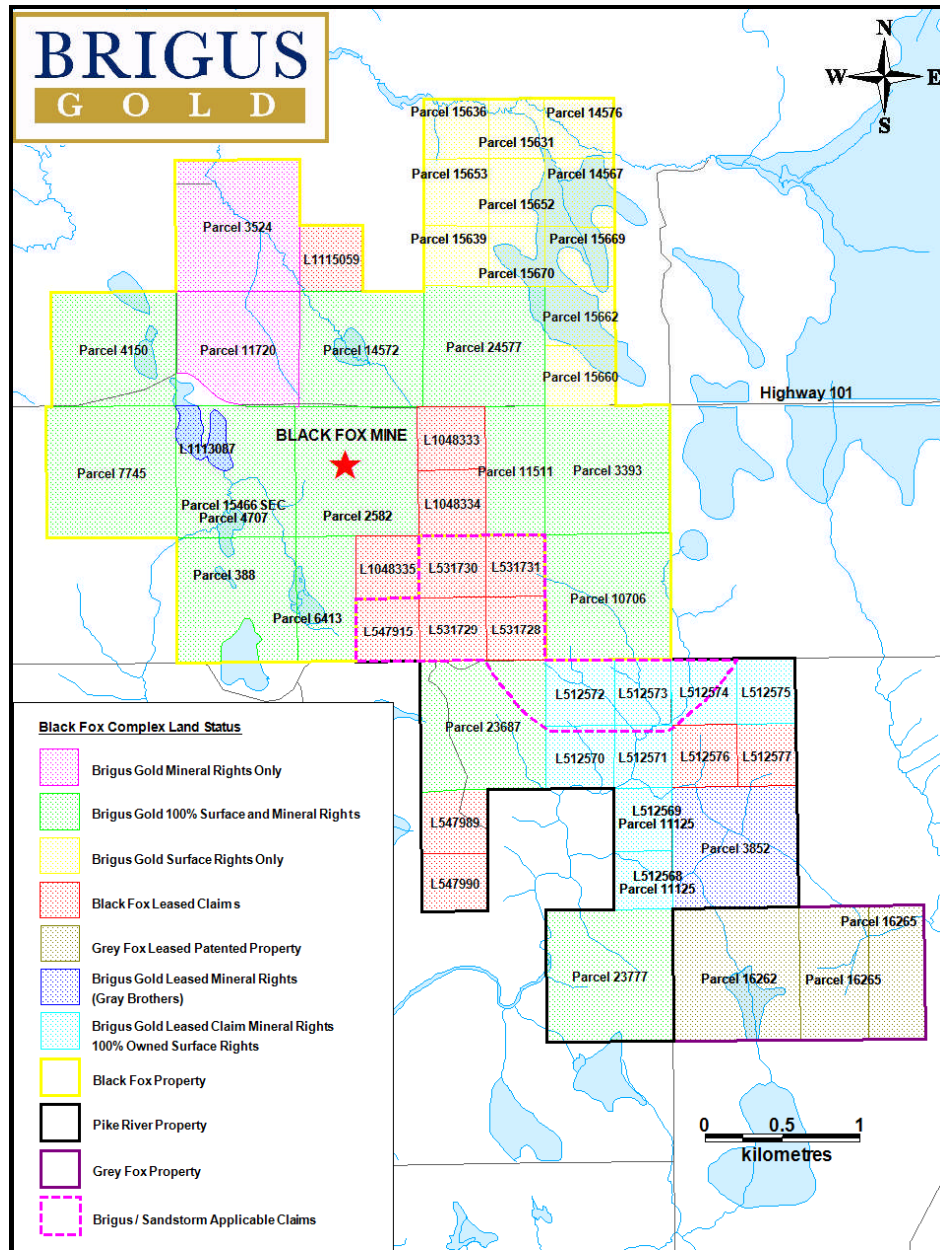 BRIGUS
GOLD
N
W E
S
Parcel 15636
Parcel 14576
Parcel 15631
Parcel 15653
Parcel 14567
Parcel 15652
Parcel 3524
Parcel 15639
Parcel 15669
L1115059
Parcel 15670
Parcel 15662
Parcel 4150
Parcel 11720
Parcel 14572
Parcel 24577
Parcel 15660
Highway 101
BLACK FOX MINE
L1113087
L1048333
Parcel 7745
Parcel 11511
Parcel 3393
Parcel 15466 SEC
Parcel 4707
Parcel 2582
L1048334
Parcel 388
L1048335
L531730
L531731
Parcel 10706
Parcel 6413
L547915
L531729
L531728
L512572
L512573
L512574
L512575
Parcel 23687
L512570
L512571
L512576
L512577
L547989
L512569
Parcel 11125
Parcel 3852
L547990
L512568
Parcel 11125
Parcel 16265
Parcel 23777
Parcel 16262
Parcel 16265
Black Fox Complex Land Status
Brigus Gold Mineral Rights Only
Brigus Gold 100% Surface and Mineral Rights
Brigus Gold Surface Rights Only
Black Fox Leased Claims
Grey Fox Leased Patented Property
Brigus Gold Leased Mineral Rights
(Gray Brothers)
Brigus Gold Leased Claim Mineral Rights
100% Owned Surface Rights
Black Fox Property
Pike River Property
Grey Fox Property
Brigus / Sandstorm Applicable Claims
0 0.5 1
kilometres